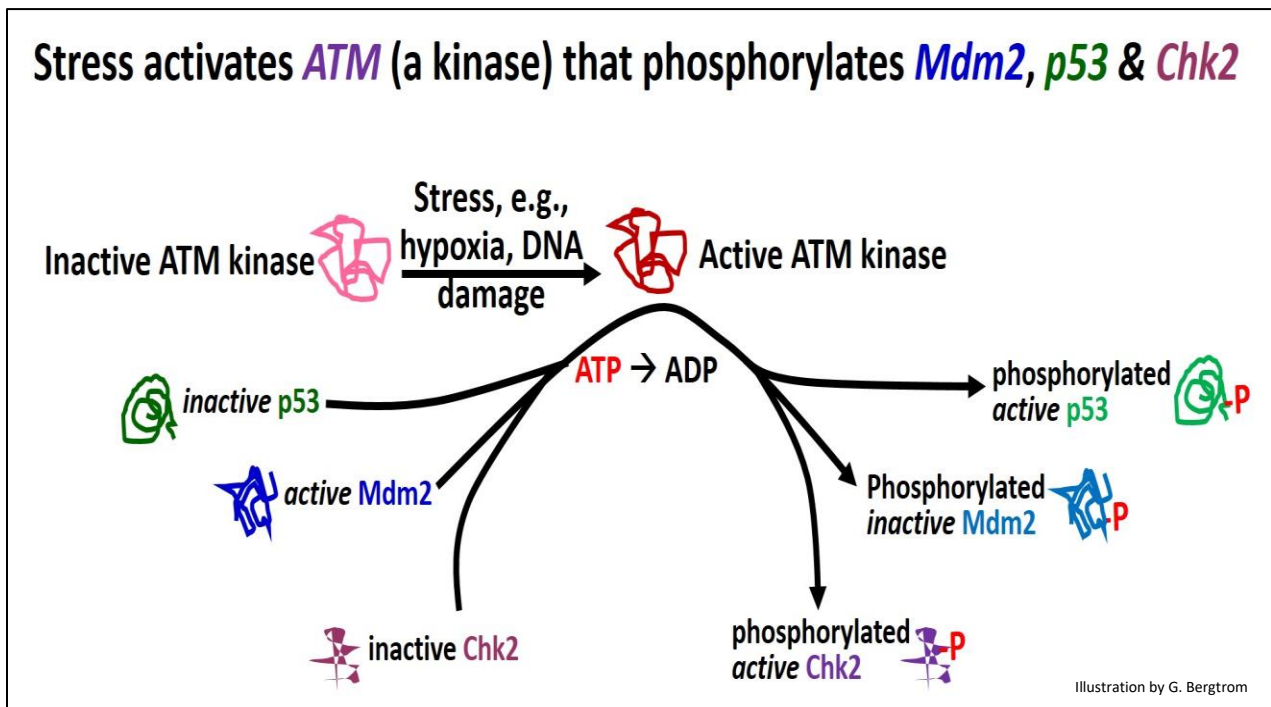 Stress activates ATM (a kinase) that phosphorylates Mdm2, p53 & Chk2
Inactive ATM kinase
Stress, e.g.,
hypoxia, DNA
damage
Active ATM kinase
ATP → ADP
inactive p53
active Mdm2
inactive Chk2
phosphorylated
active p53
-P
Phosphorylated
inactive Mdm2
-P
phosphorylated
active Chk2
-P
Illustration by G. Bergtrom